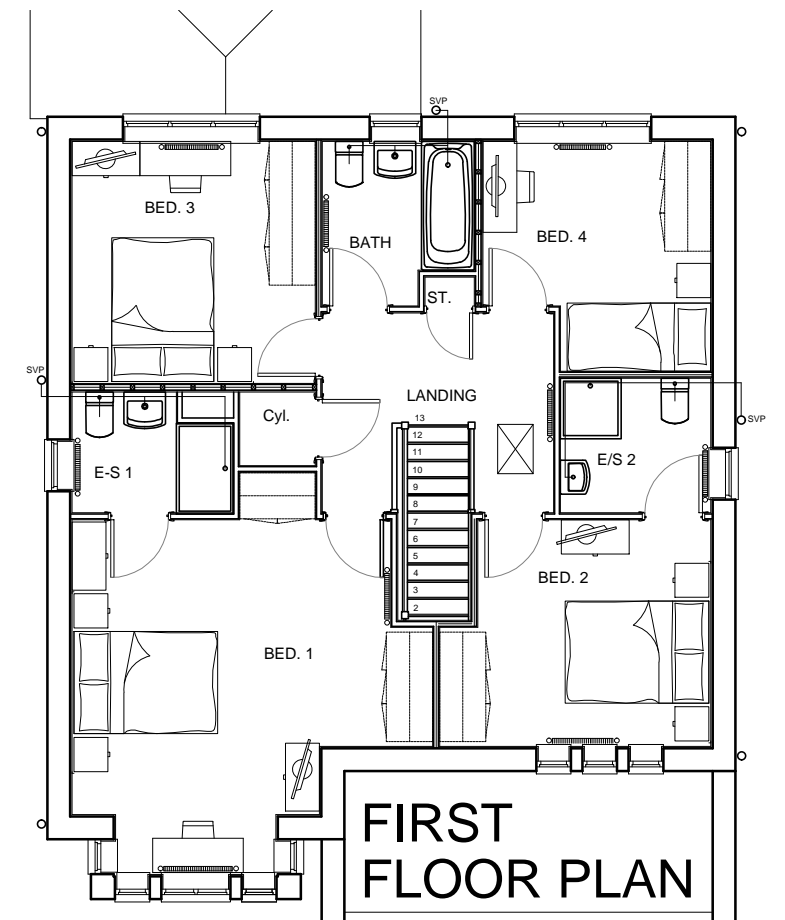 SVP
BED. 3
BATH
BED. 4
ST.
SVP
LANDING
Cyl.
13
SVP
12
11
E-S 1
E/S 2
10
9
8
7
6
5
BED. 2
4
3
2
BED. 1
FIRST
FLOOR PLAN